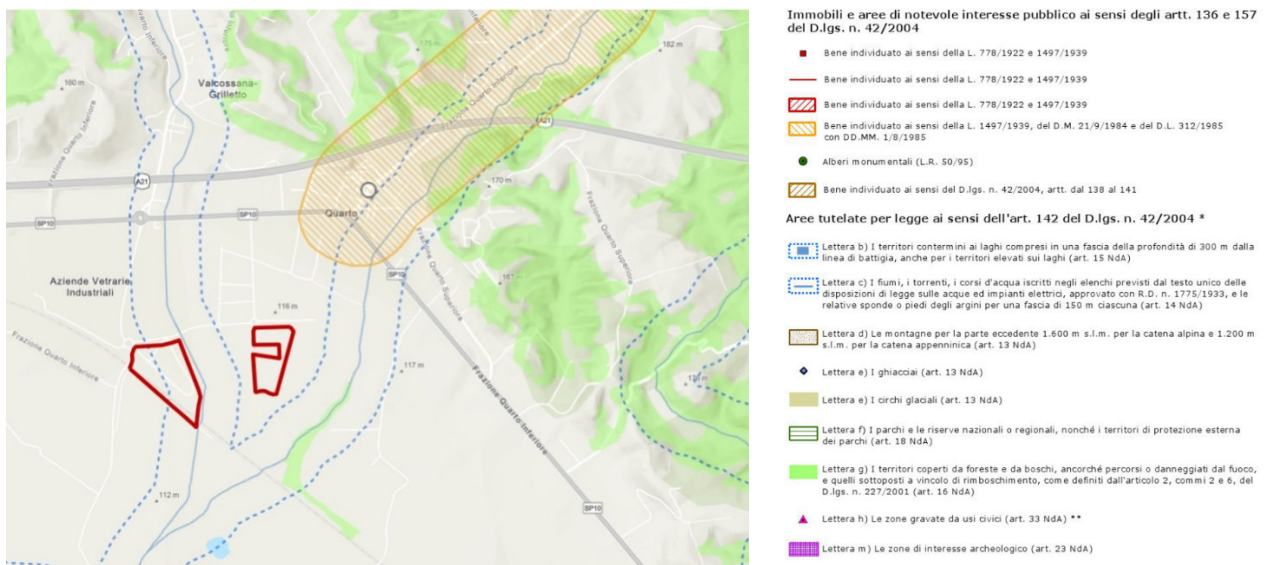 175 m
182 m
160 m
Valcossana-
Grilletto
Frazione Quarto Inferiore
Frazione Quarto Inferiore
A21
A21
170 m
SP10
SP10
Quarto
Frazione Quarto Superiore
Frazione Quarto Superiore
SP10
Aziende Vetrarie
Industriali
116 m
Frazione Quarto Inferiore
117 m
Frazione Quarto Inferiore
112 m
SP10
Immobili e aree di notevole interesse pubblico ai sensi degli artt. 136 e 157
del D.lgs. n. 42/2004
Bene individuato ai sensi della L. 778/1922 e 1497/1939
Bene individuato ai sensi della L. 778/1922 e 1497/1939
Bene individuato ai sensi della L. 778/1922 e 1497/1939
Bene individuato ai sensi della L. 1497/1939, del D.M. 21/9/1984 e del D.L. 312/1985
con DD.MM. 1/8/1985
Alberi monumentali (L.R. 50/95)
Bene individuato ai sensi del D.lgs. n. 42/2004, artt. dal 138 al 141
Aree tutelate per legge ai sensi dell'art. 142 del D.lgs. n. 42/2004 *
Lettera b) I territori contermini ai laghi compresi in una fascia della profondità di 300 m dalla
linea di battigia, anche per i territori elevati sui laghi (art. 15 NdA)
Lettera c) I fiumi, i torrenti, i corsi d'acqua iscritti negli elenchi previsti dal testo unico delle
disposizioni di legge sulle acque ed impianti elettrici, approvato con R.D. n. 1775/1933, e le
relative sponde o piedi degli argini per una fascia di 150 m ciascuna (art. 14 NdA)
Lettera d) Le montagne per la parte eccedente 1.600 m s.l.m. per la catena alpina e 1.200 m
s.l.m. per la catena appenninica (art. 13 NdA)
Lettera e) I ghiacciai (art. 13 NdA)
Lettera e) I circhi glaciali (art. 13 NdA)
Lettera f) I parchi e le riserve nazionali o regionali, nonché i territori di protezione esterna
dei parchi (art. 18 NdA)
Lettera g) I territori coperti da foreste e da boschi, ancorché percorsi o danneggiati dal fuoco,
e quelli sottoposti a vincolo di rimboschimento, come definiti dall'articolo 2, commi 2 e 6, del
D.lgs. n. 227/2001 (art. 16 NdA)
Lettera h) Le zone gravate da usi civici (art. 33 NdA) **
Lettera m) Le zone di interesse archeologico (art. 23 NdA)